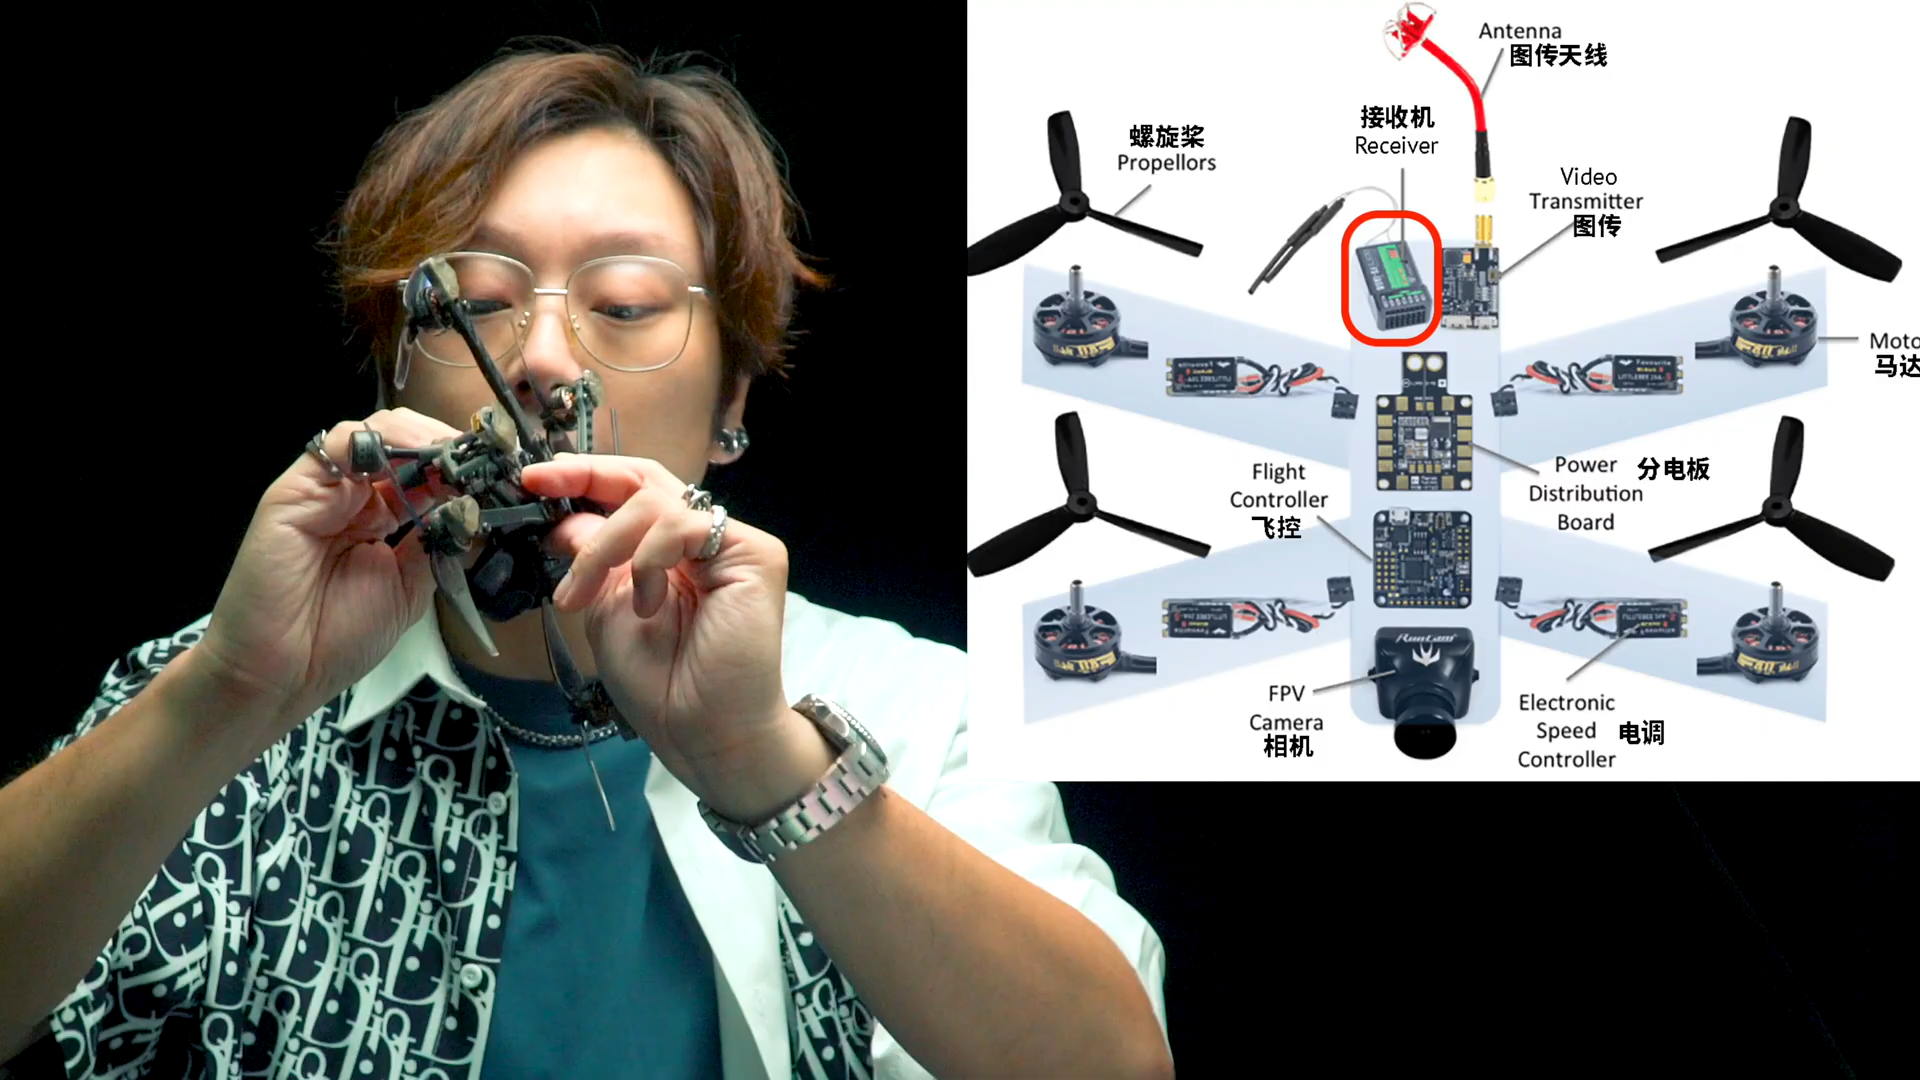 Antenna
图传天线
接收机
Receiver
螺旋桨
Propellors
Video
Transmitter
图传
Moto
马达
Flight
Controller
飞控
Power
Distribution
Board
分电板
FPV
Camera
相机
Electronic
Speed
Controller
电调
RunCam